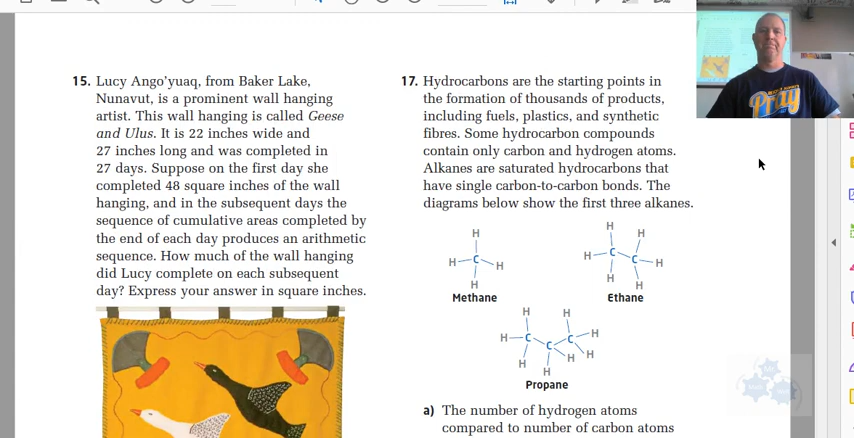 15. Lucy Ango'yuaq, from Baker Lake,
Nunavut, is a prominent wall hanging
artist. This wall hanging is called Geese
and Ulus. It is 22 inches wide and
27 inches long and was completed in
27 days. Suppose on the first day she
completed 48 square inches of the wall
hanging, and in the subsequent days the
sequence of cumulative areas completed by
the end of each day produces an arithmetic
sequence. How much of the wall hanging
did Lucy complete on each subsequent
day? Express your answer in square inches.
17. Hydrocarbons are the starting points in
the formation of thousands of products,
including fuels, plastics, and synthetic
fibres. Some hydrocarbon compounds
contain only carbon and hydrogen atoms.
Alkanes are saturated hydrocarbons that
have single carbon-to-carbon bonds. The
diagrams below show the first three alkanes.
H
H C H
H
Methane
H H
H C C H
H H
Ethane
H H
H C C C H
H H H H
Propane
a) The number of hydrogen atoms
compared to number of carbon atoms
Pray